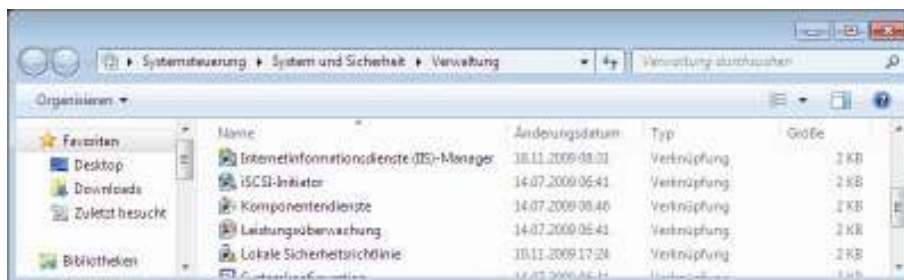 Systemsteuerung System und Sicherheit Verwaltung Verwaltung durchsuchen
Organisieren
Name Änderungsdatum Typ Größe
Favoriten
Desktop
Downloads
Zuletzt besucht
Bibliotheken
Internetinformationsdienste (IIS)-Manager 10.11.2009 08:31 Verknüpfung 2 KB
iSCSI-Initiator 14.07.2009 06:41 Verknüpfung 2 KB
Komponentendienste 14.07.2009 06:46 Verknüpfung 2 KB
Leistungsüberwachung 14.07.2009 06:41 Verknüpfung 2 KB
Lokale Sicherheitsrichtlinie 10.11.2009 17:24 Verknüpfung 2 KB